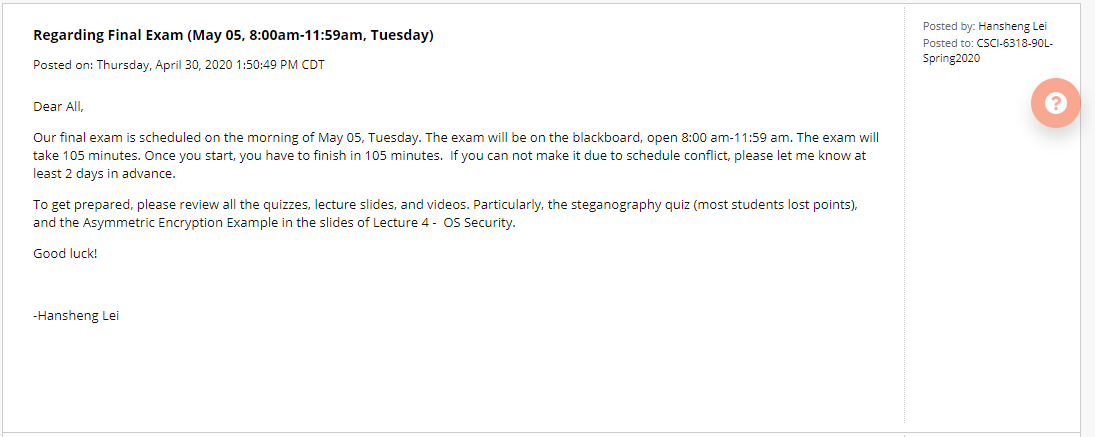 Regarding Final Exam (May 05, 8:00am-11:59am, Tuesday)
Posted on: Thursday, April 30, 2020 1:50:49 PM CDT
Dear All,
Our final exam is scheduled on the morning of May 05, Tuesday. The exam will be on the blackboard, open 8:00 am-11:59 am. The exam will
take 105 minutes. Once you start, you have to finish in 105 minutes.  If you can not make it due to schedule conflict, please let me know at
least 2 days in advance.
To get prepared, please review all the quizzes, lecture slides, and videos. Particularly, the steganography quiz (most students lost points),
and the Asymmetric Encryption Example in the slides of Lecture 4 -  OS Security.
Good luck!
-Hansheng Lei
Posted by: Hansheng Lei
Posted to: CSCI-6318-90L-
Spring2020
?